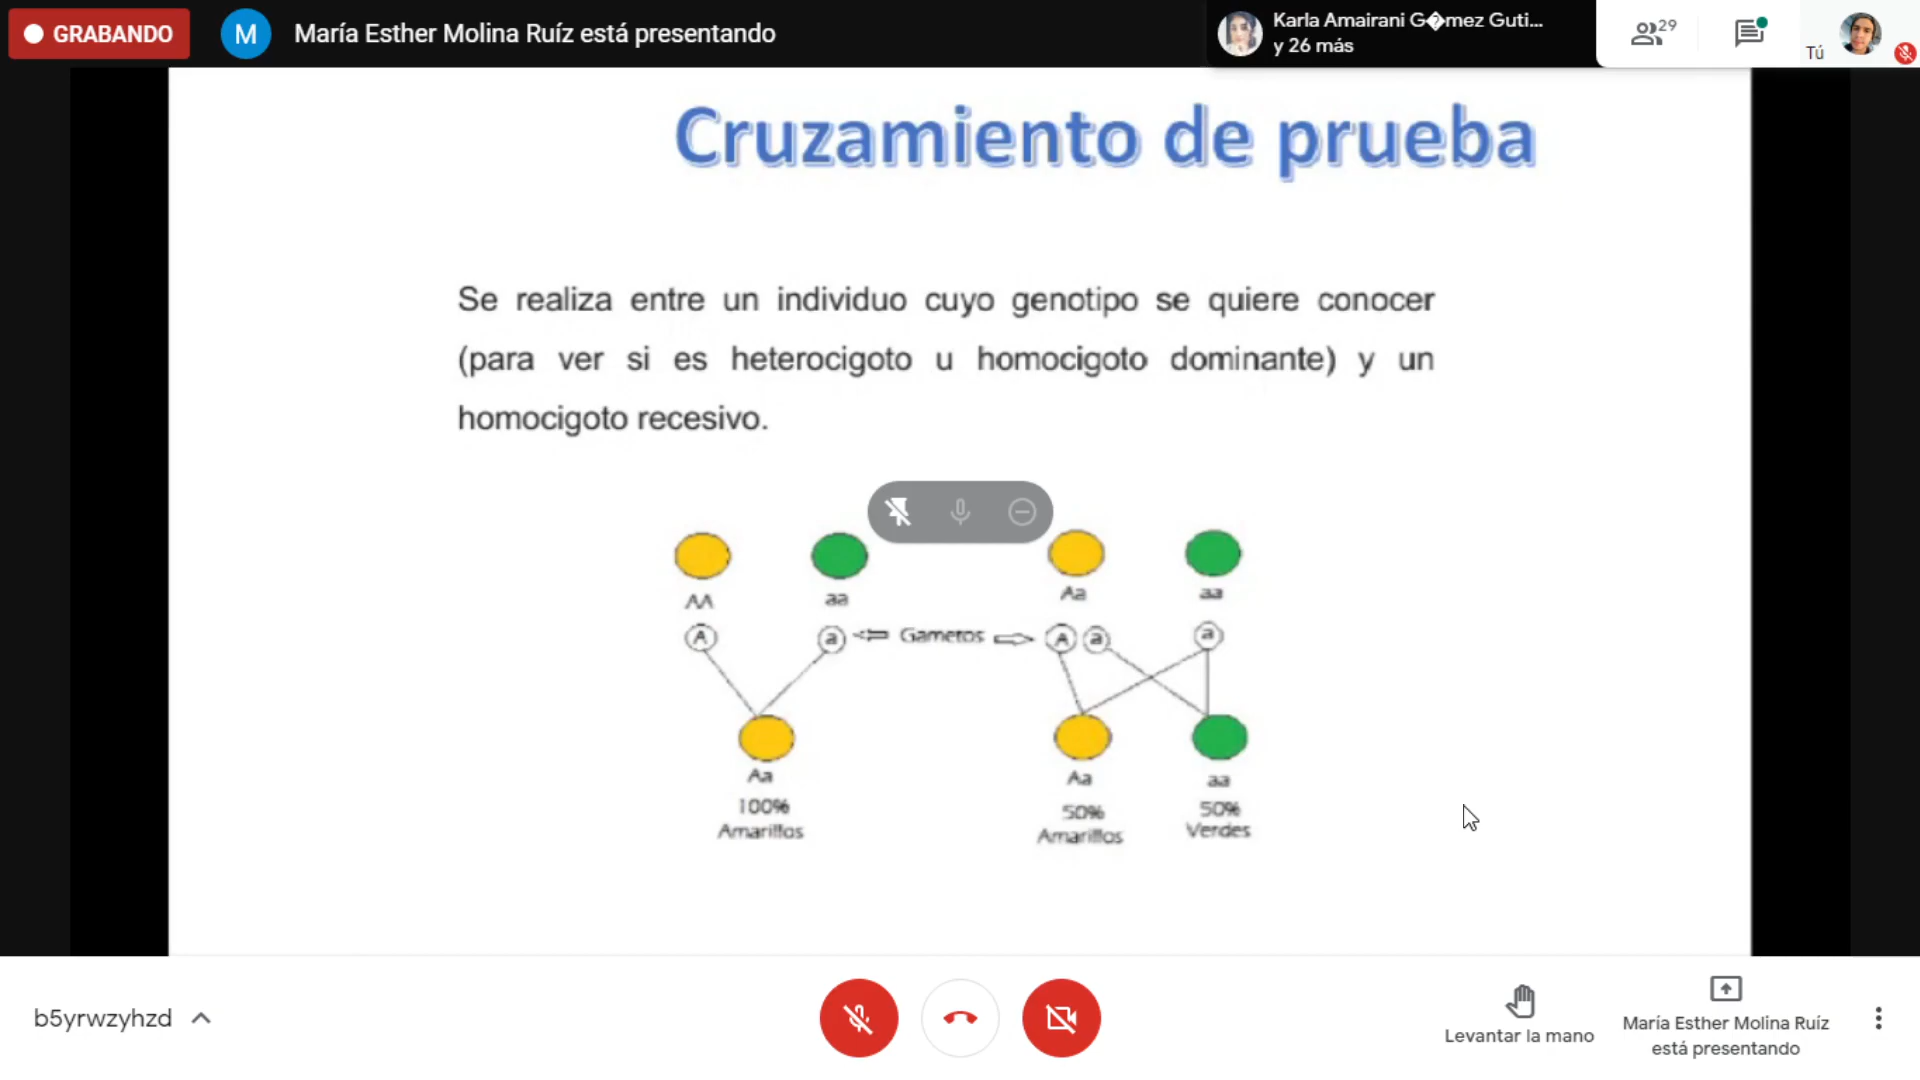 GRABANDO
M
María Esther Molina Ruíz está presentando
Karla Amairani G�mez Guti...
y 26 más
29
Tú
Cruzamiento de prueba
Se realiza entre un individuo cuyo genotipo se quiere conocer
(para ver si es heterocigoto u homocigoto dominante) y un
homocigoto recesivo.
AA
aa
Aa
aa
A
a
Gametos
A
a
a
Aa
100%
Amarillos
Aa
50%
Amarillos
aa
50%
Verdes
b5yrwzyhzd
Levantar la mano
María Esther Molina Ruíz
está presentando